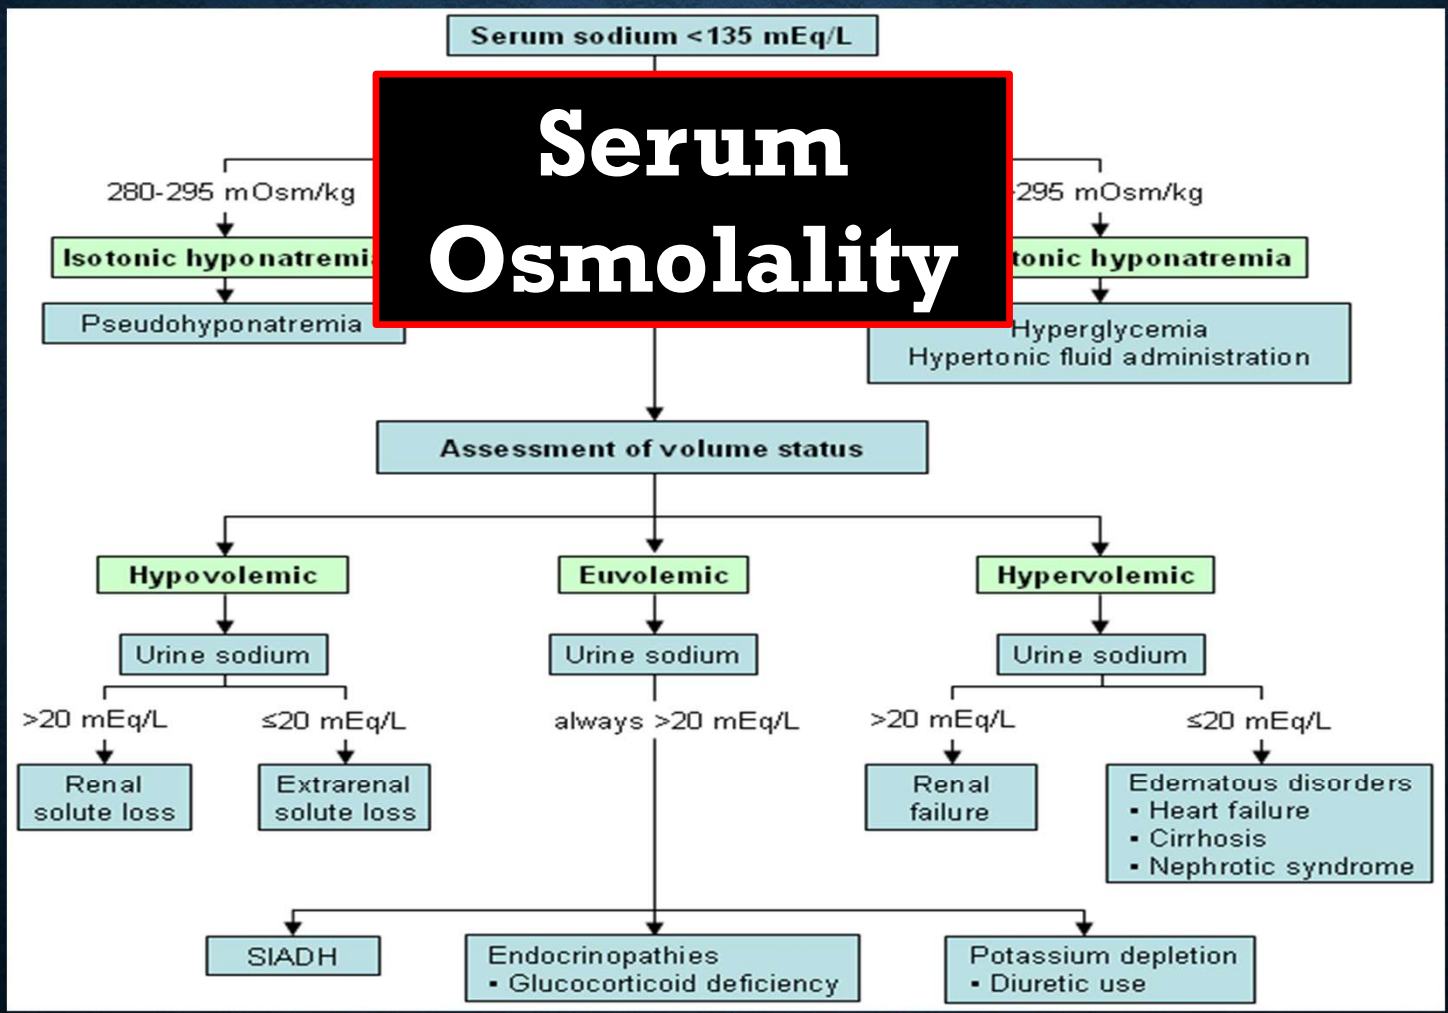 Serum sodium <135 mEq/L
Serum
Osmolality
280-295 mOsm/kg
295 mOsm/kg
Isotonic hyponatremi
tonic hyponatremia
Pseudohyponatremia
Hyperglycemia
Hypertonic fluid administration
Assessment of volume status
Hypovolemic
Euvolemic
Hypervolemic
Urine sodium
Urine sodium
Urine sodium
>20 mEq/L
≤20 mEq/L
always >20 mEq/L
>20 mEq/L
≤20 mEq/L
Renal
solute loss
Extrarenal
solute loss
Renal
failure
Edematous disorders
▪ Heart failure
▪ Cirrhosis
▪ Nephrotic syndrome
SIADH
Endocrinopathies
▪ Glucocorticoid deficiency
Potassium depletion
▪ Diuretic use